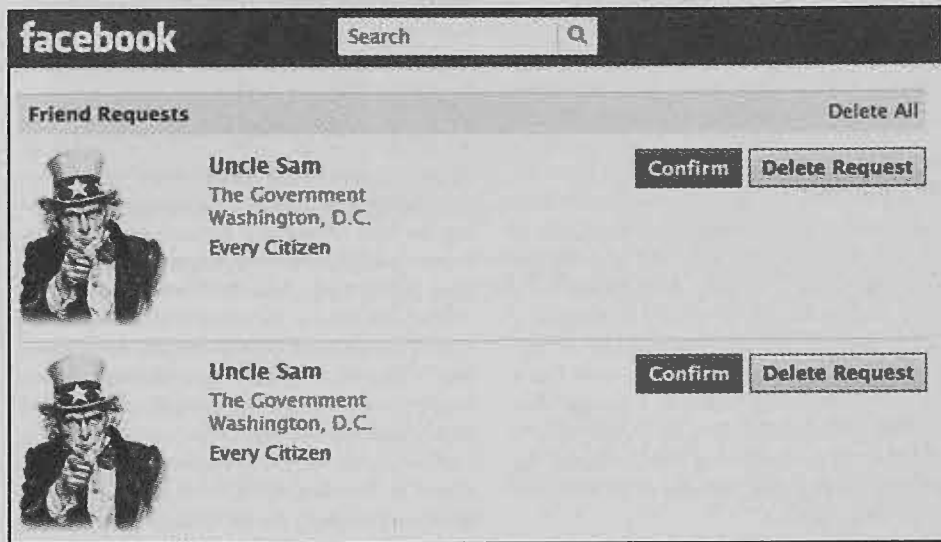 facebook
Search
Friend Requests
Delete All
Uncle Sam
The Government
Washington, D.C.
Every Citizen
Confirm
Delete Request
Uncle Sam
The Government
Washington, D.C.
Every Citizen
Confirm
Delete Request